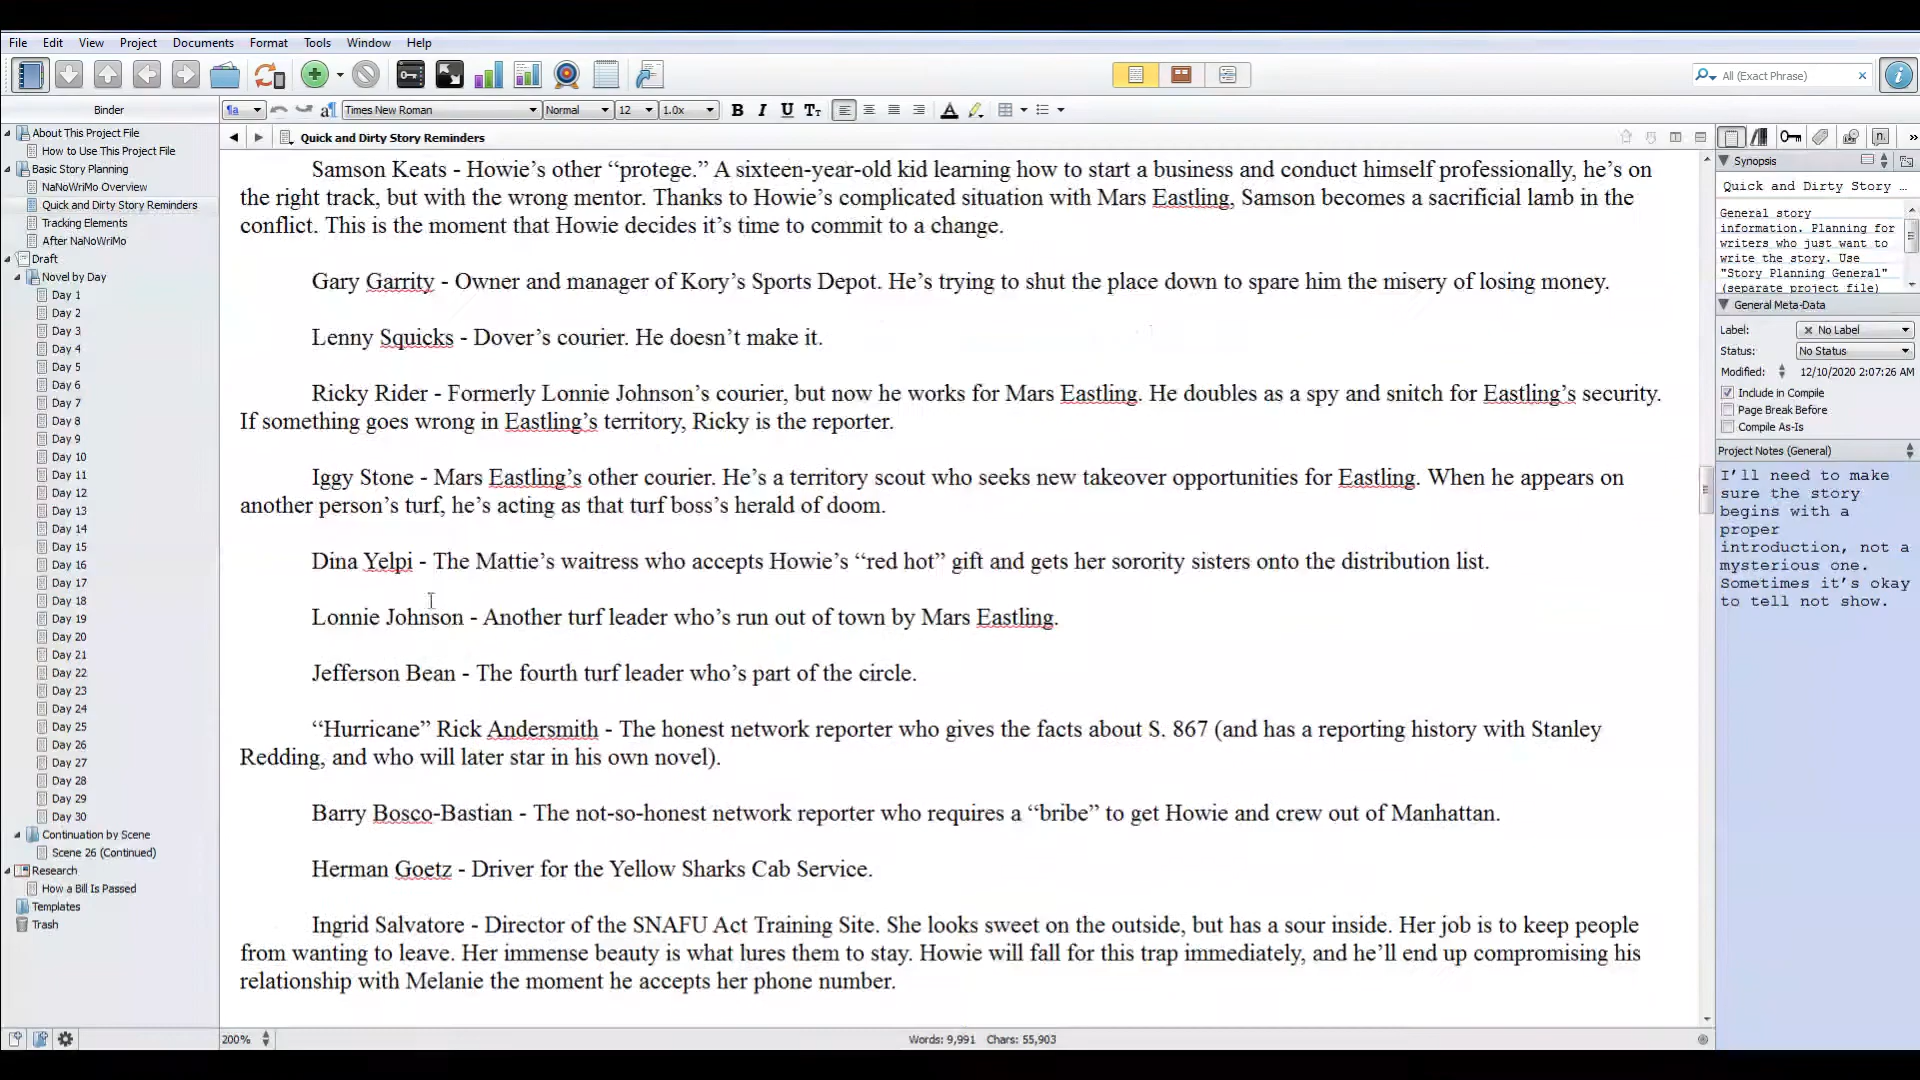 File Edit View Project Documents Format Tools Window Help
All (Exact Phrase)
Binder
Times New Roman Normal 12 1.0x B I U
Quick and Dirty Story Reminders
About This Project File
How to Use This Project File
Basic Story Planning
NaNoWriMo Overview
Quick and Dirty Story Reminders
Tracking Elements
After NaNoWriMo
Draft
Novel by Day
Day 1
Day 2
Day 3
Day 4
Day 5
Day 6
Day 7
Day 8
Day 9
Day 10
Day 11
Day 12
Day 13
Day 14
Day 15
Day 16
Day 17
Day 18
Day 19
Day 20
Day 21
Day 22
Day 23
Day 24
Day 25
Day 26
Day 27
Day 28
Day 29
Day 30
Continuation by Scene
Scene 26 (Continued)
Research
How a Bill Is Passed
Templates
Trash
Samson Keats - Howie’s other “protege.” A sixteen-year-old kid learning how to start a business and conduct himself professionally, he’s on
the right track, but with the wrong mentor. Thanks to Howie’s complicated situation with Mars Eastling, Samson becomes a sacrificial lamb in the
conflict. This is the moment that Howie decides it’s time to commit to a change.
Gary Garrity - Owner and manager of Kory’s Sports Depot. He’s trying to shut the place down to spare him the misery of losing money.
Lenny Squicks - Dover’s courier. He doesn’t make it.
Ricky Rider - Formerly Lonnie Johnson’s courier, but now he works for Mars Eastling. He doubles as a spy and snitch for Eastling’s security.
If something goes wrong in Eastling’s territory, Ricky is the reporter.
Iggy Stone - Mars Eastling’s other courier. He’s a territory scout who seeks new takeover opportunities for Eastling. When he appears on
another person’s turf, he’s acting as that turf boss’s herald of doom.
Dina Yelpi - The Mattie’s waitress who accepts Howie’s “red hot” gift and gets her sorority sisters onto the distribution list.
Lonnie Johnson - Another turf leader who’s run out of town by Mars Eastling.
Jefferson Bean - The fourth turf leader who’s part of the circle.
“Hurricane” Rick Andersmith - The honest network reporter who gives the facts about S. 867 (and has a reporting history with Stanley
Redding, and who will later star in his own novel).
Barry Bosco-Bastian - The not-so-honest network reporter who requires a “bribe” to get Howie and crew out of Manhattan.
Herman Goetz - Driver for the Yellow Sharks Cab Service.
Ingrid Salvatore - Director of the SNAFU Act Training Site. She looks sweet on the outside, but has a sour inside. Her job is to keep people
from wanting to leave. Her immense beauty is what lures them to stay. Howie will fall for this trap immediately, and he’ll end up compromising his
relationship with Melanie the moment he accepts her phone number.
200%
Words: 9,991 Chars: 55,903
Synopsis
Quick and Dirty Story ...
General story
information. Planning for
writers who just want to
write the story. Use
"Story Planning General"
(separate project file)
General Meta-Data
Label: No Label
Status: No Status
Modified: 12/10/2020 2:07:26 AM
Include in Compile
Page Break Before
Compile As-Is
Project Notes (General)
I’ll need to make
sure the story
begins with a
proper
introduction, not a
mysterious one.
Sometimes it’s okay
to tell not show.